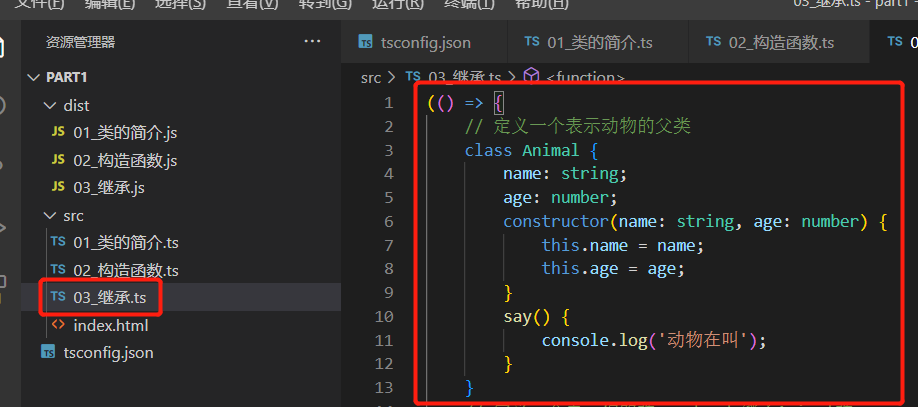 文件(F) 编辑(E) 选择(S) 查看(V) 转到(G) 运行(R) 终端(T) 帮助(H) 03_继承.ts - part1
资源管理器 ···
tsconfig.json TS 01_类的简介.ts TS 02_构造函数.ts TS
PART1
src > TS 03_继承.ts > <function>
dist
JS 01_类的简介.js
JS 02_构造函数.js
JS 03_继承.js
src
TS 01_类的简介.ts
TS 02_构造函数.ts
TS 03_继承.ts
<> index.html
TS tsconfig.json
1 (() => {
2 // 定义一个表示动物的父类
3 class Animal {
4 name: string;
5 age: number;
6 constructor(name: string, age: number) {
7 this.name = name;
8 this.age = age;
9 }
10 say() {
11 console.log('动物在叫');
12 }
13 }